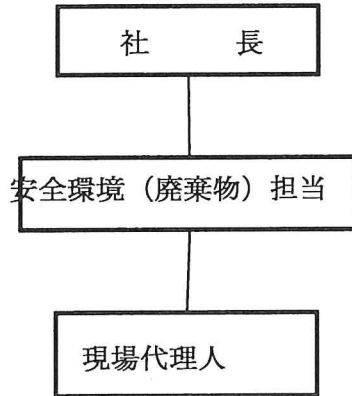 社　　長
安全環境（廃棄物）担当
現場代理人